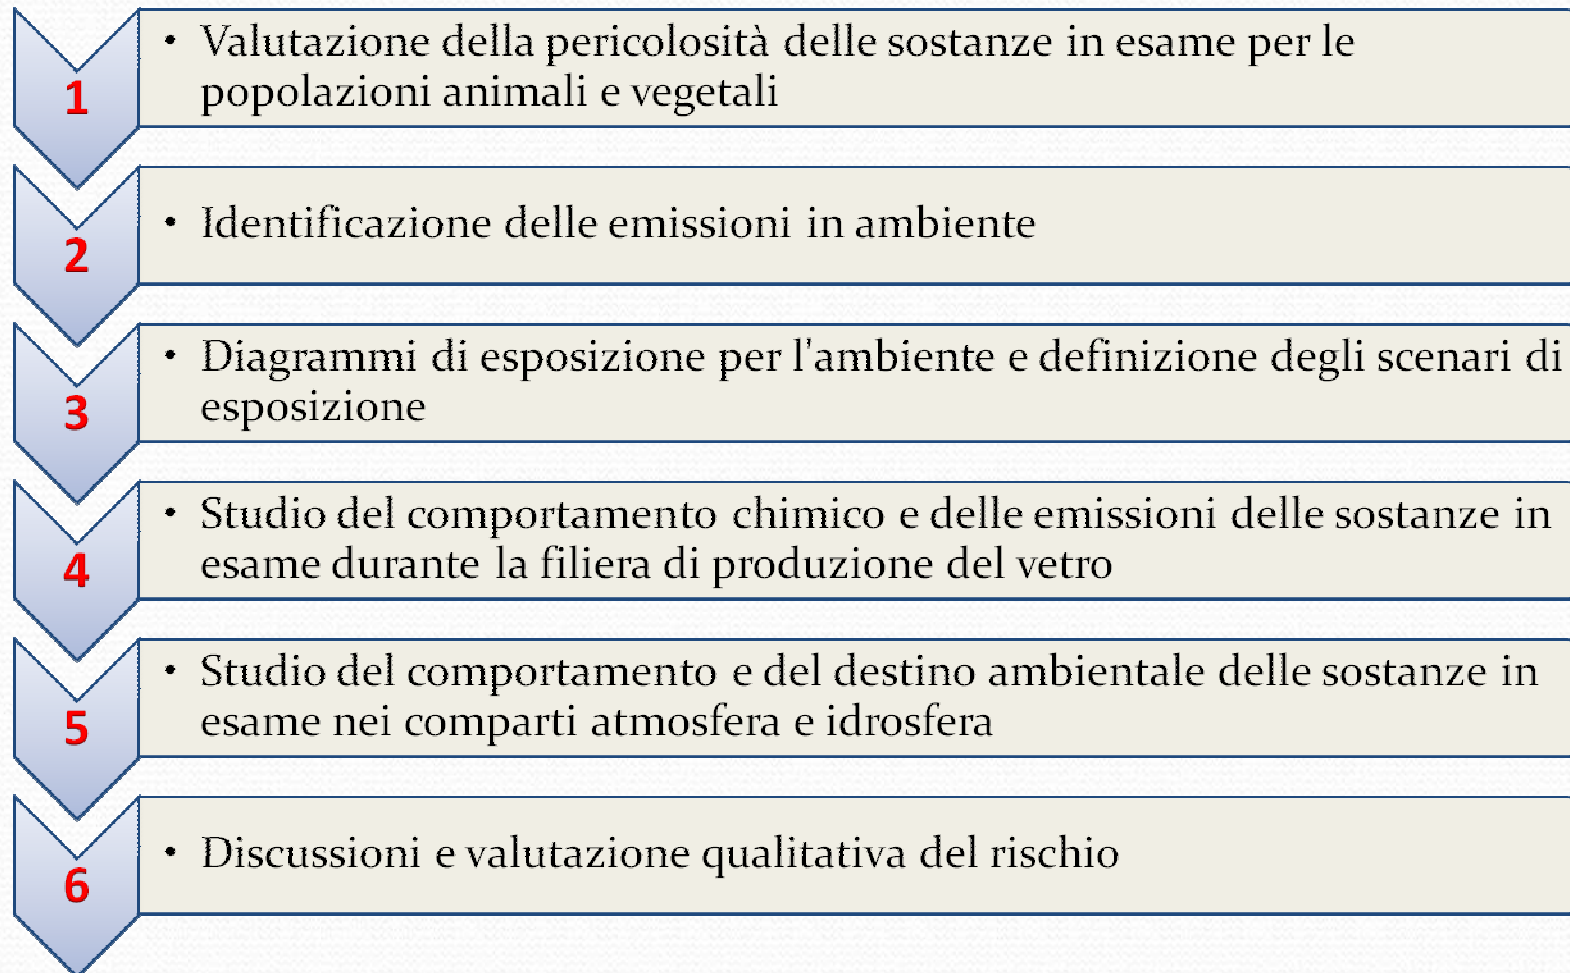 1
• Valutazione della pericolosità delle sostanze in esame per le
popolazioni animali e vegetali
2
• Identificazione delle emissioni in ambiente
3
• Diagrammi di esposizione per l'ambiente e definizione degli scenari di
esposizione
4
• Studio del comportamento chimico e delle emissioni delle sostanze in
esame durante la filiera di produzione del vetro
5
• Studio del comportamento e del destino ambientale delle sostanze in
esame nei comparti atmosfera e idrosfera
6
• Discussioni e valutazione qualitativa del rischio